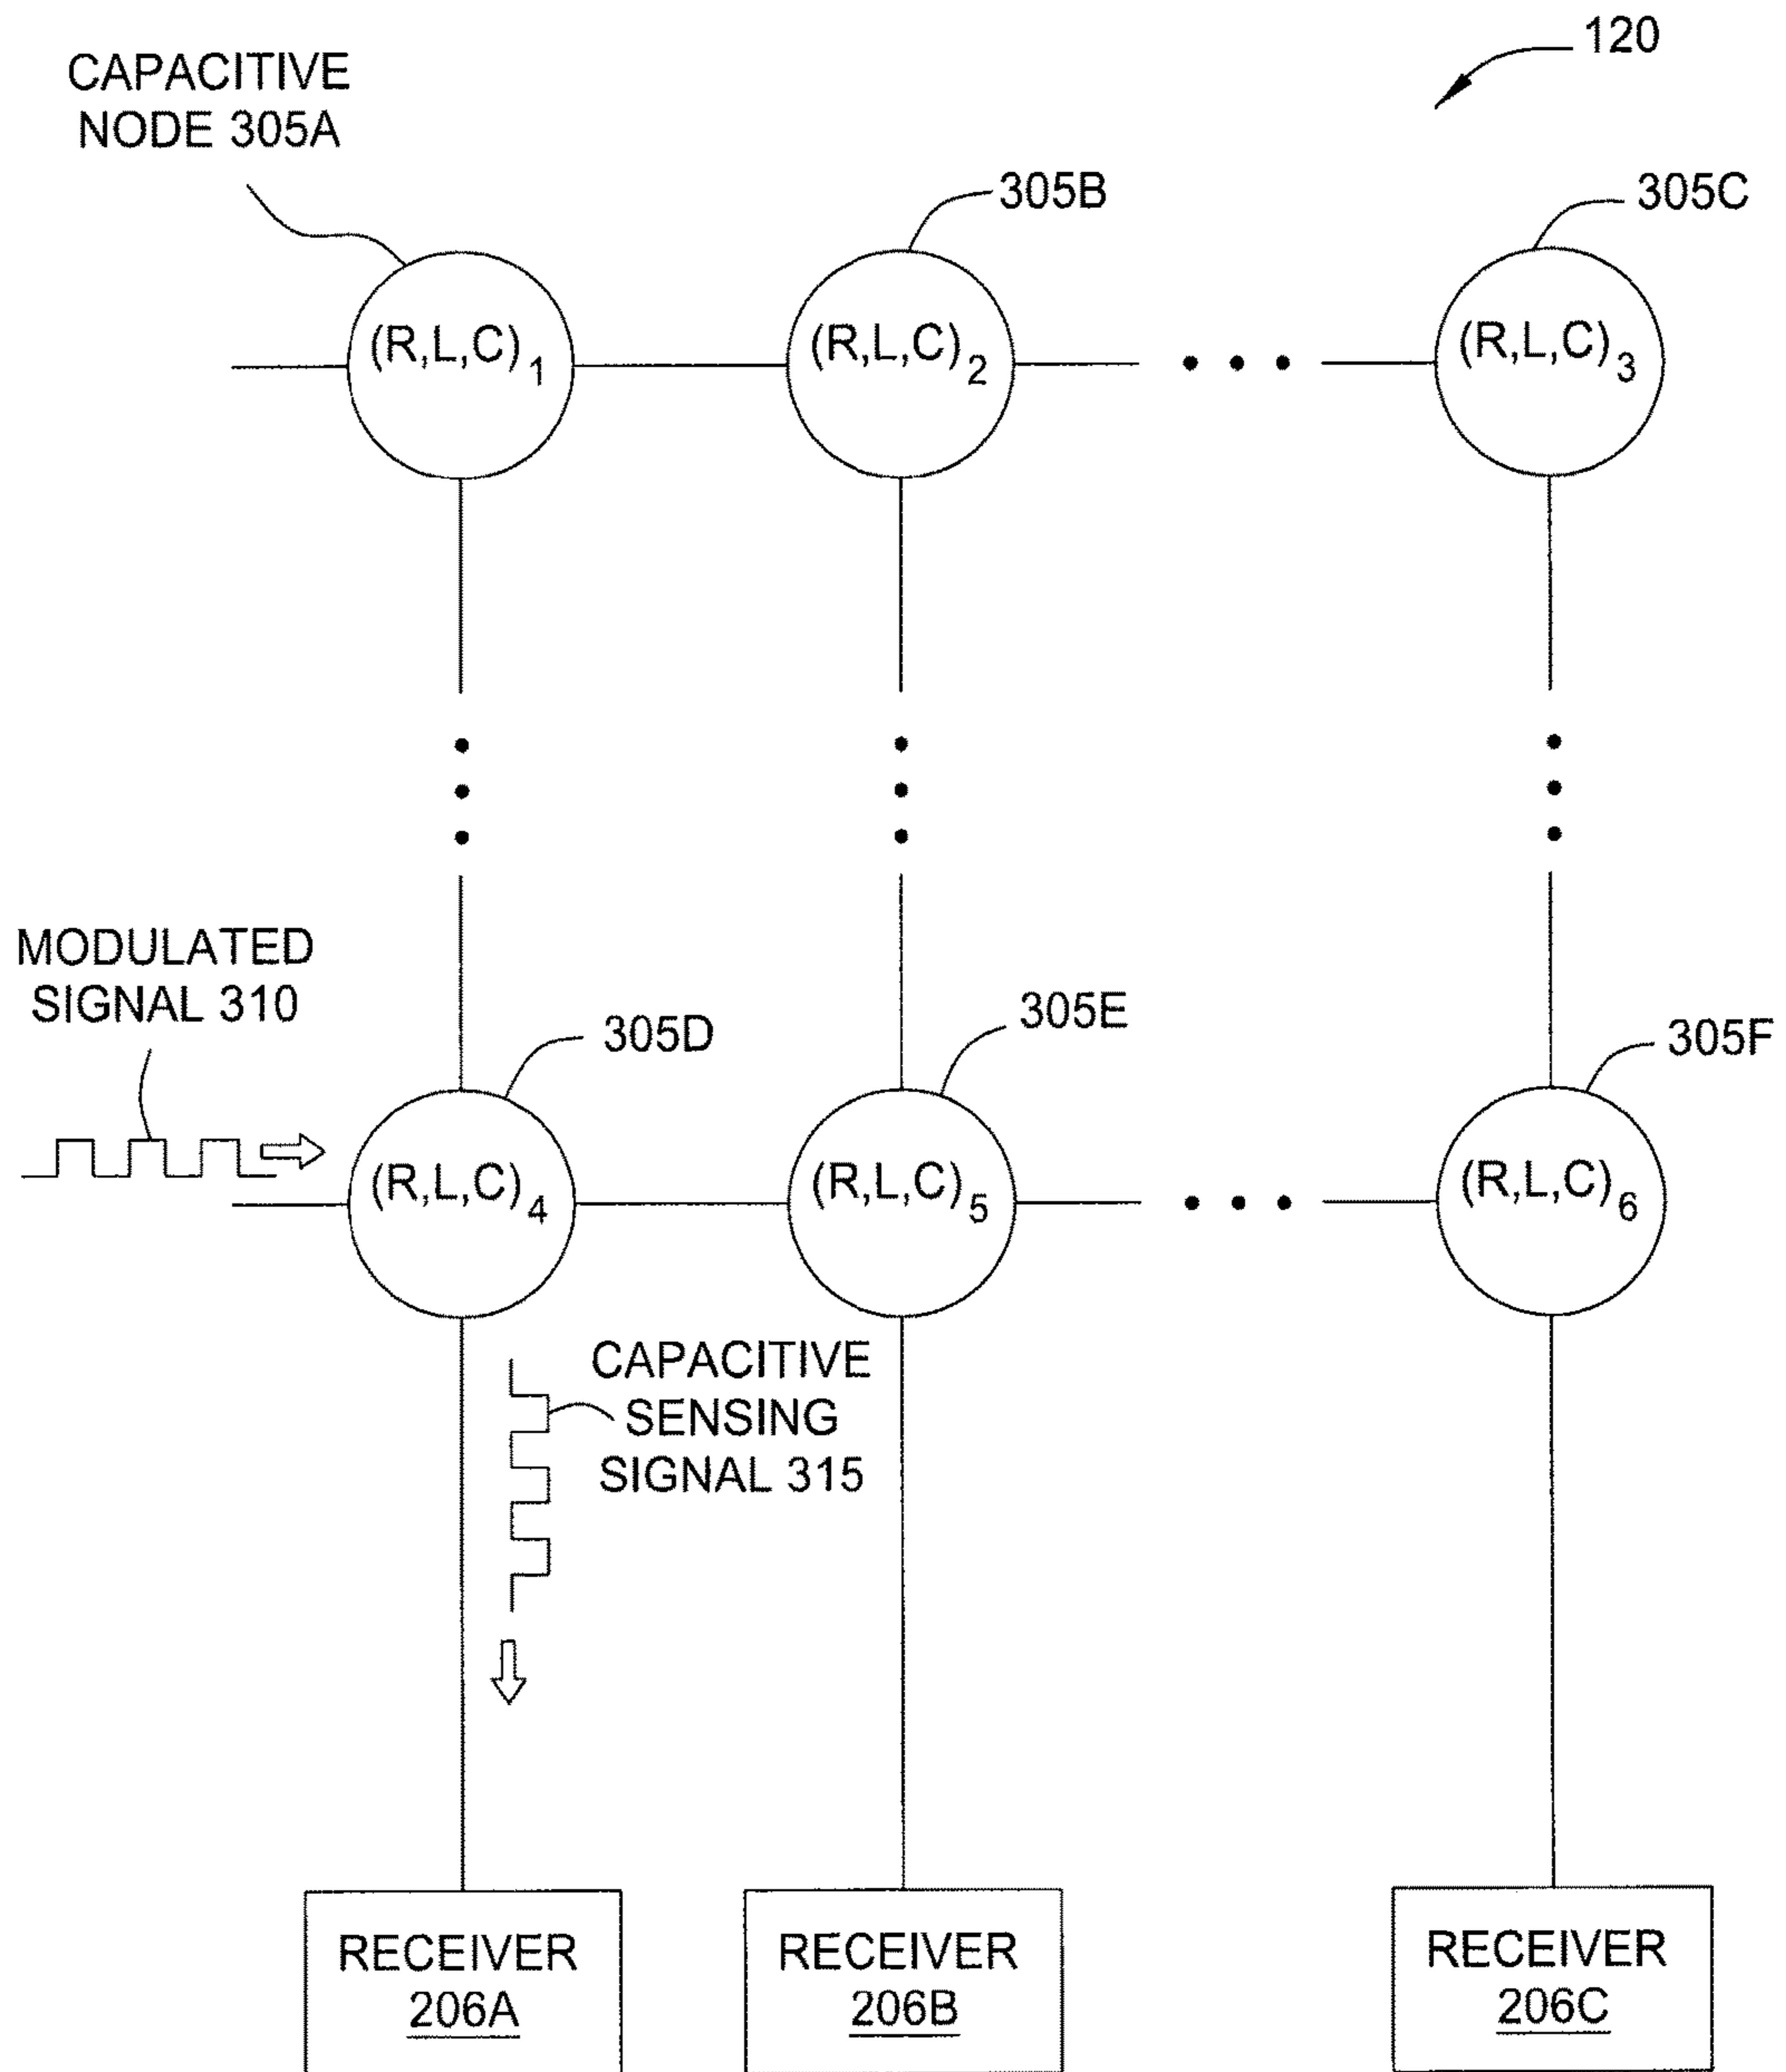 120
CAPACITIVE
NODE 305A
305B
305C
(R,L,C)1
(R,L,C)2
(R,L,C)3
MODULATED
SIGNAL 310
305D
305E
305F
(R,L,C)4
(R,L,C)5
(R,L,C)6
CAPACITIVE
SENSING
SIGNAL 315
RECEIVER
206A
RECEIVER
206B
RECEIVER
206C